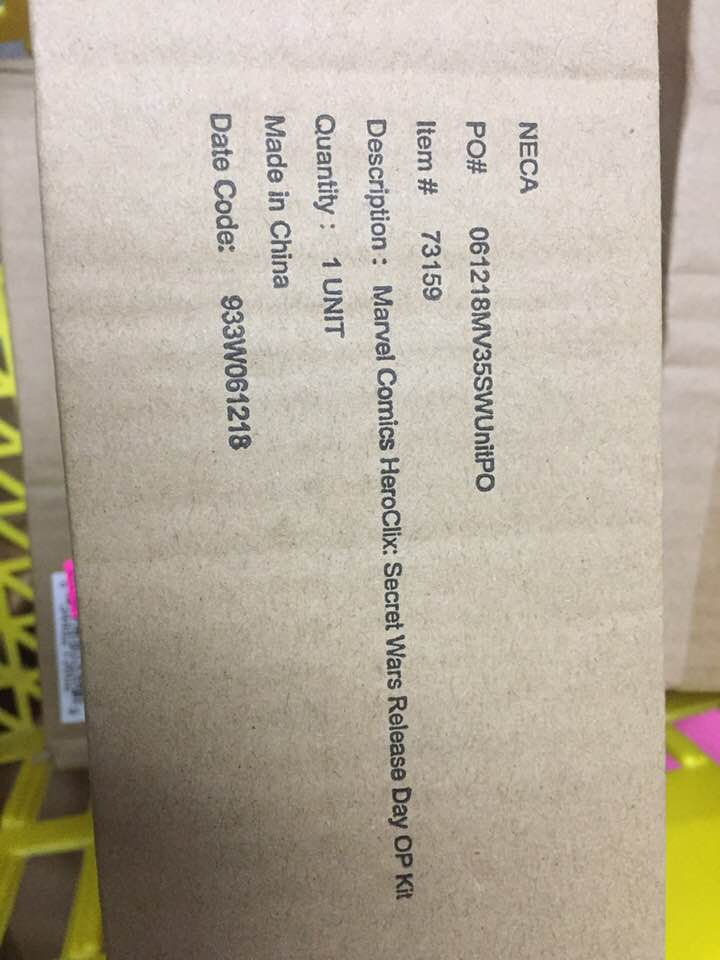 NECA
PO# 061218MV35SWUnitPO
Item # 73159
Description : Marvel Comics HeroClix: Secret Wars Release Day OP Kit
Quantity : 1 UNIT
Made in China
Date Code: 933W061218